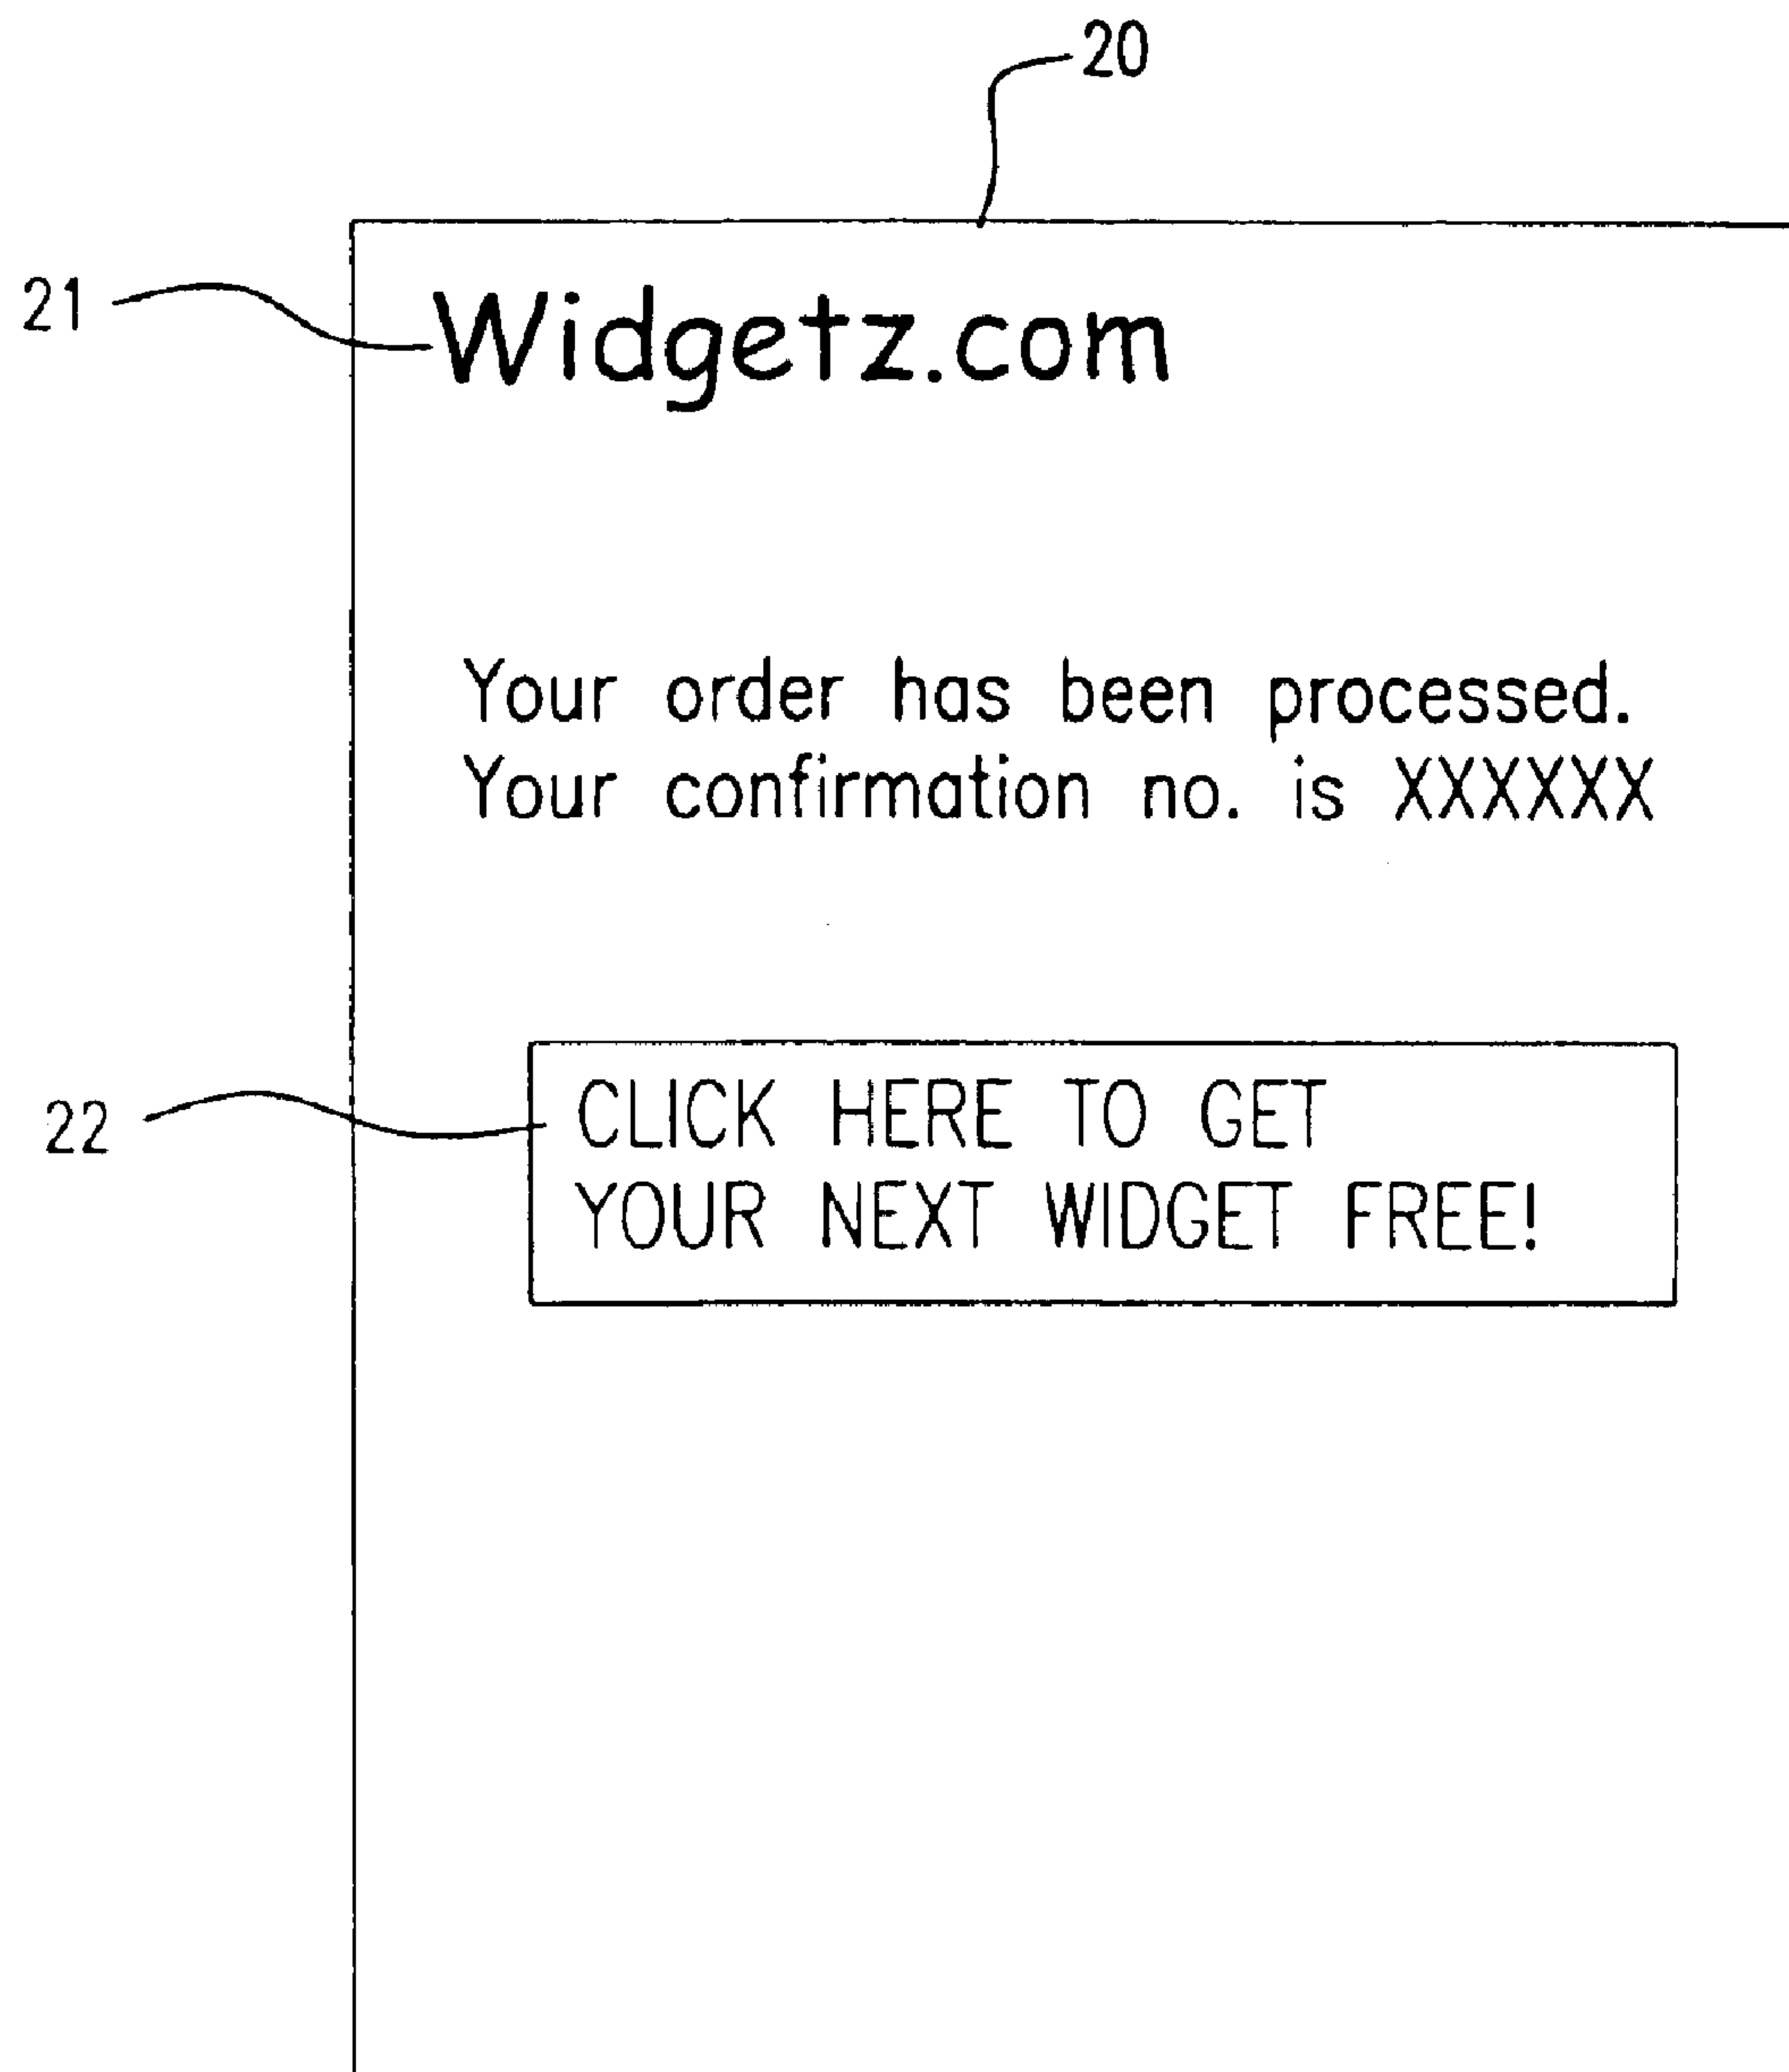 20
21
Widgetz.com
Your order has been processed.
Your confirmation no. is XXXXXX
22
CLICK HERE TO GET
YOUR NEXT WIDGET FREE!